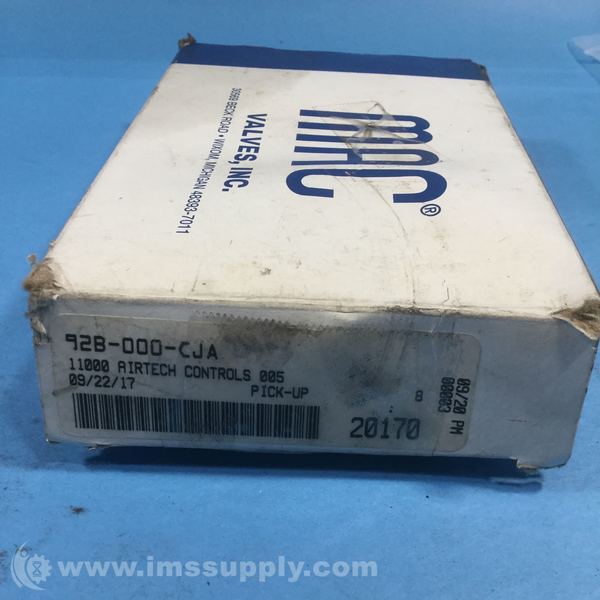 MAC®
VALVES, INC.
30569 BECK ROAD • WIXOM, MICHIGAN 48393-7011
92B-000-CJA
11000 AIRTECH CONTROLS 005
09/22/17
PICK-UP
8
20170
09/20 PM
00003
www.imssupply.com